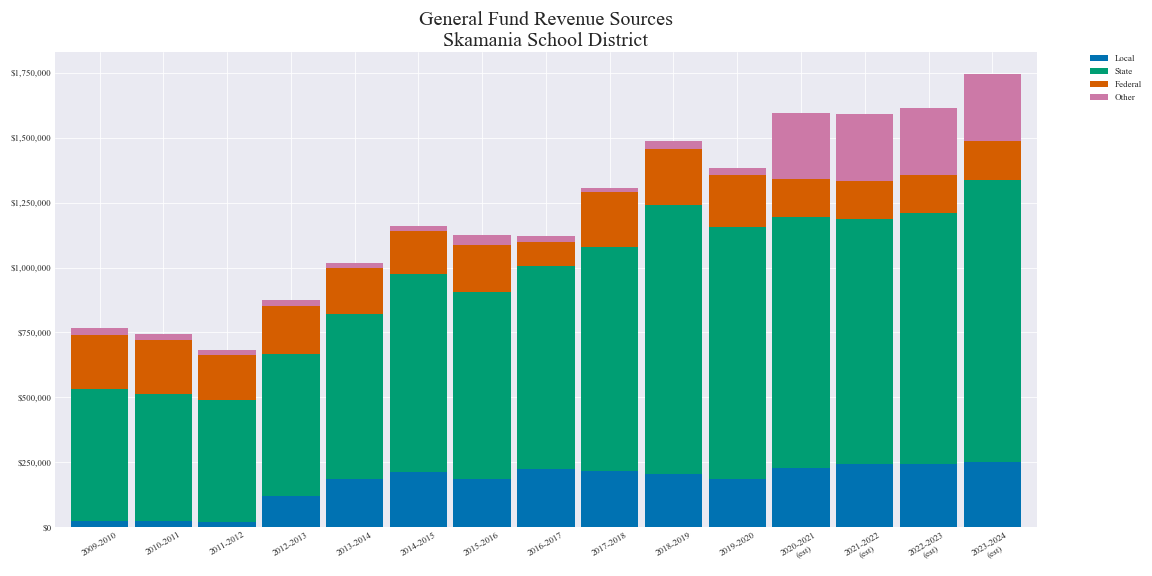 General Fund Revenue Sources
Skamania School District
Local
State
Federal
Other
$1,750,000
$1,500,000
$1,250,000
$1,000,000
$750,000
$500,000
$250,000
$0
2009-2010
2010-2011
2011-2012
2012-2013
2013-2014
2014-2015
2015-2016
2016-2017
2017-2018
2018-2019
2019-2020
2020-2021
(est)
2021-2022
(est)
2022-2023
(est)
2023-2024
(est)